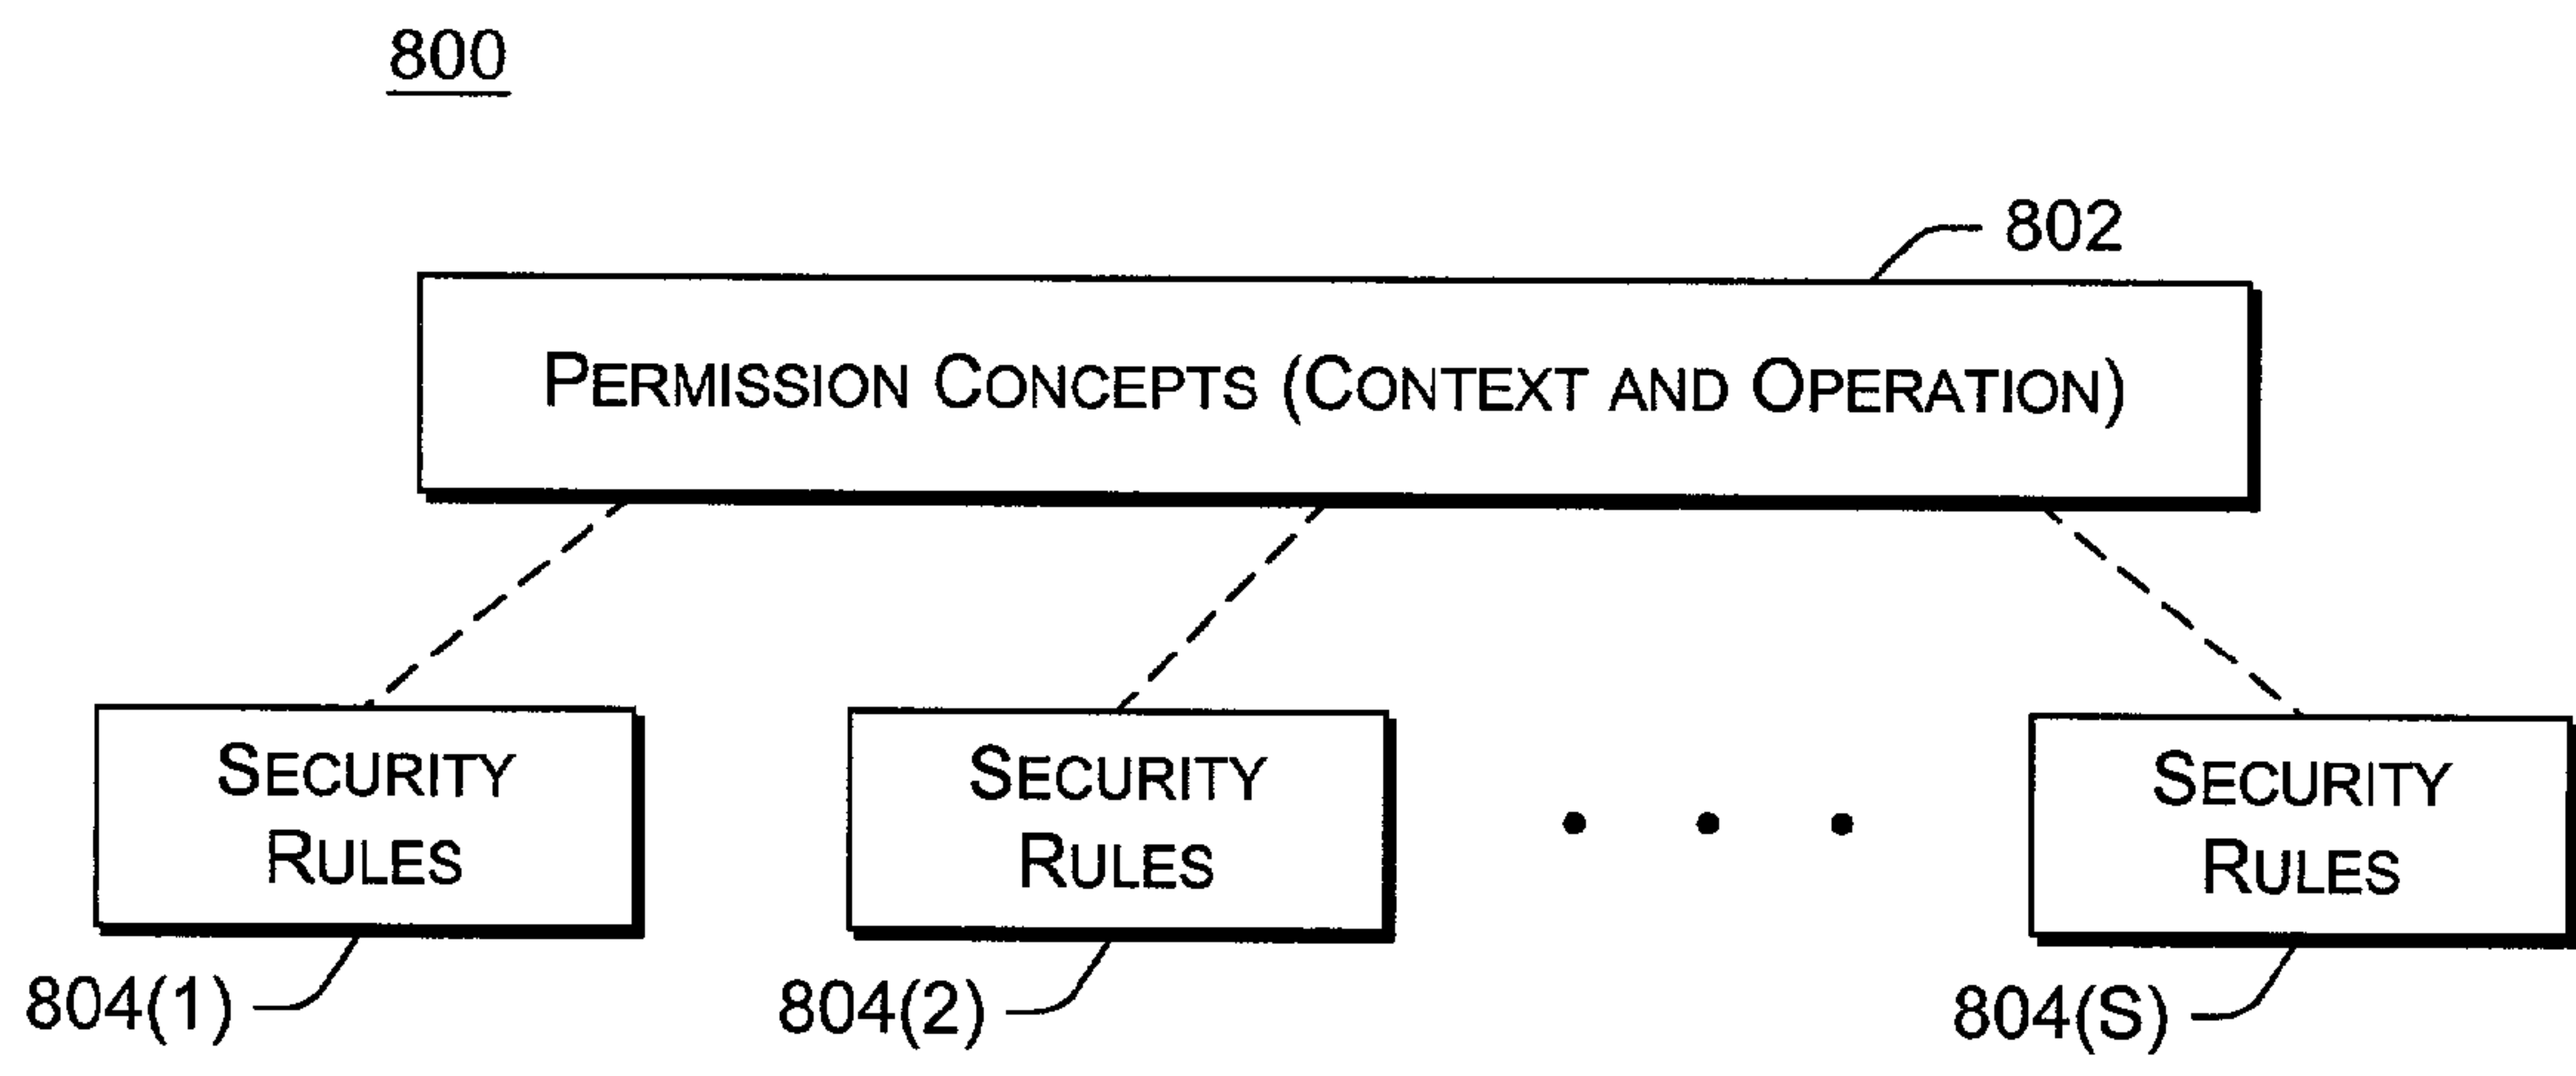 800
802
PERMISSION CONCEPTS (CONTEXT AND OPERATION)
SECURITY
RULES
SECURITY
RULES
SECURITY
RULES
804(1)
804(2)
804(S)